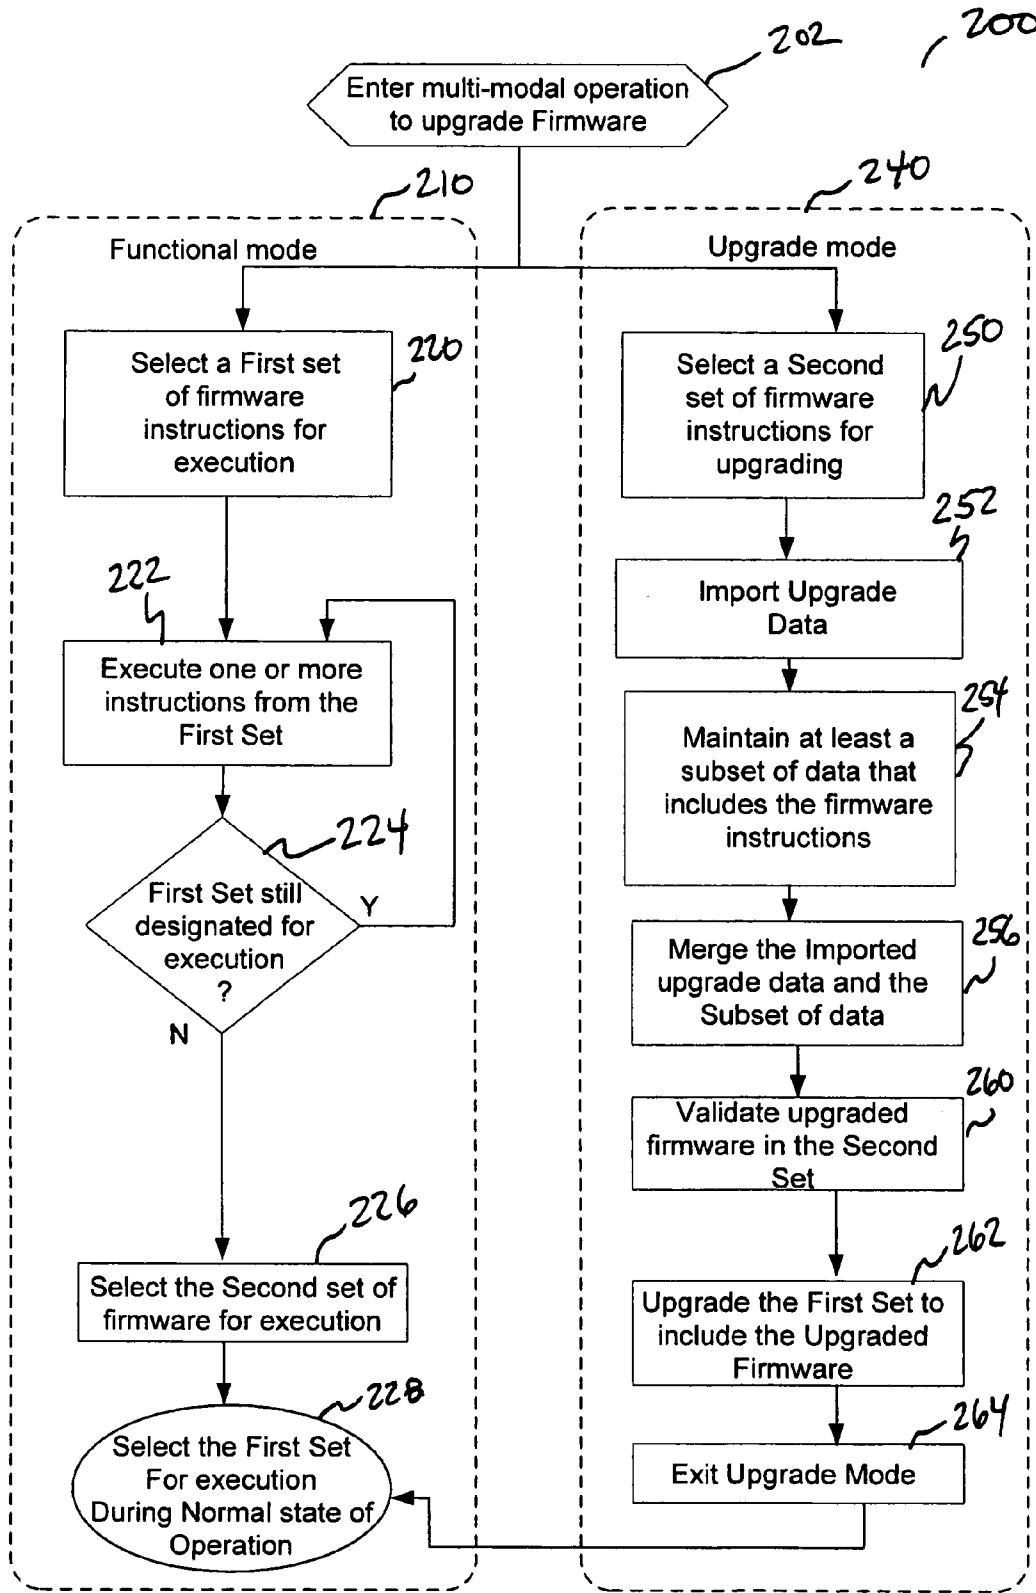 200
202
Enter multi-modal operation
to upgrade Firmware
210
Functional mode
220
Select a First set
of firmware
instructions for
execution
222
Execute one or more
instructions from the
First Set
224
First Set still
designated for
execution
?
Y
N
226
Select the Second set of
firmware for execution
228
Select the First Set
For execution
During Normal state of
Operation
240
Upgrade mode
250
Select a Second
set of firmware
instructions for
upgrading
252
Import Upgrade
Data
254
Maintain at least a
subset of data that
includes the firmware
instructions
256
Merge the Imported
upgrade data and the
Subset of data
260
Validate upgraded
firmware in the Second
Set
262
Upgrade the First Set to
include the Upgraded
Firmware
264
Exit Upgrade Mode